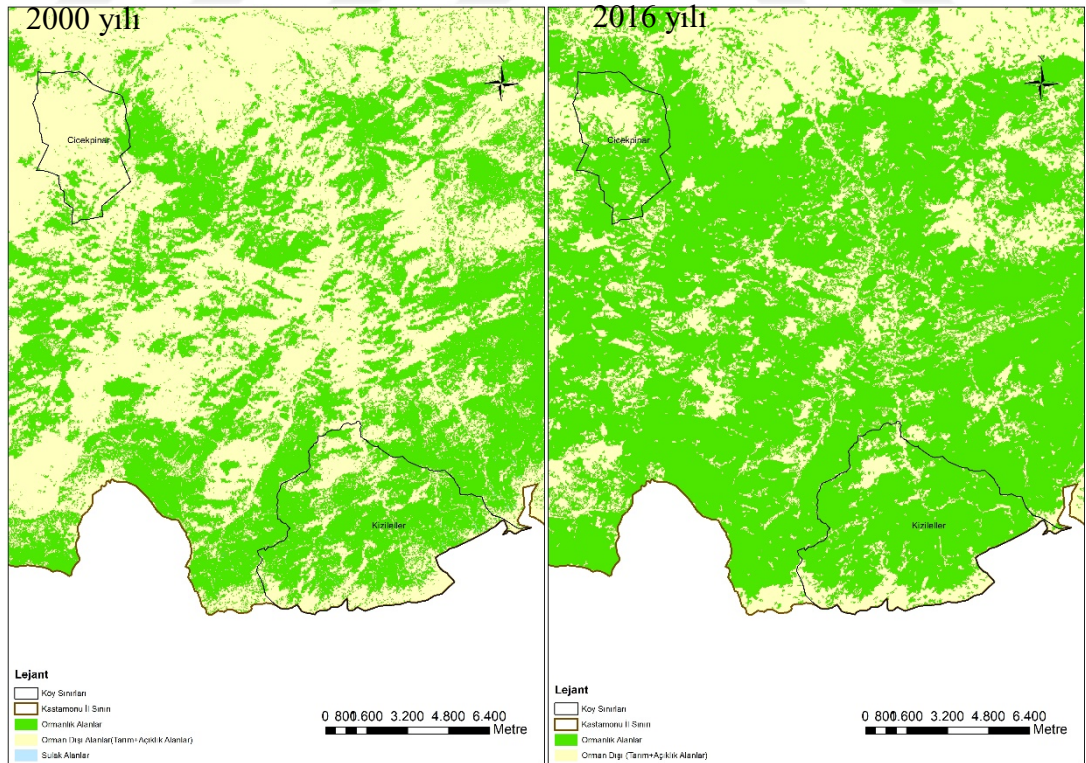 2000 yılı
Cicekpinar
Kizileller
Lejant
Köy Sınırları
Kastamonu İl Sınırı
Ormanlık Alanlar
Orman Dışı Alanlar(Tarım+Açıklık Alanlar)
Sulak Alanlar
0 800 1.600 3.200 4.800 6.400
Metre
2016 yılı
Cicekpinar
Kizileller
Lejant
Köy Sınırları
Kastamonu İl Sınırı
Ormanlık Alanlar
Orman Dışı (Tarım+Açıklık Alanlar)
0 800 1.600 3.200 4.800 6.400
Metre